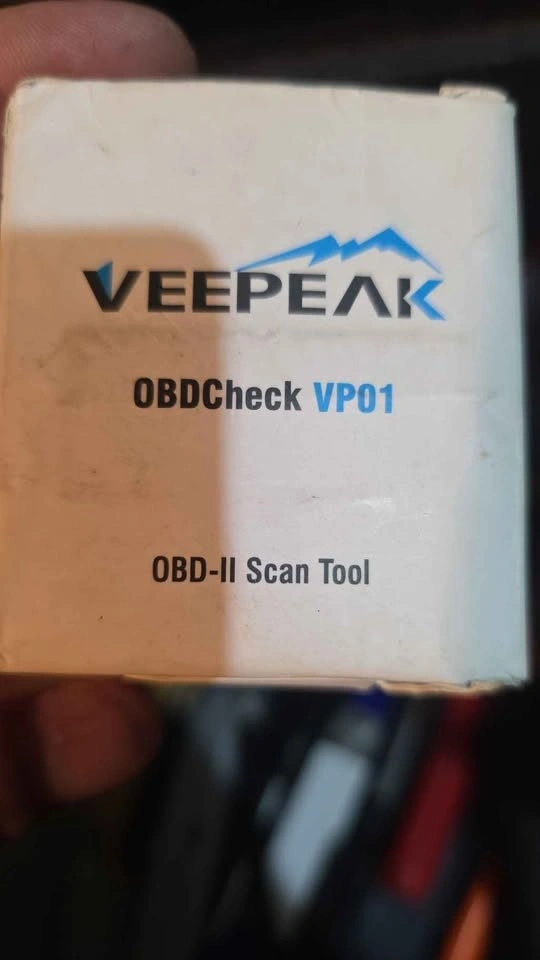 VEEPEAK
OBDCheck VP01
OBD-II Scan Tool